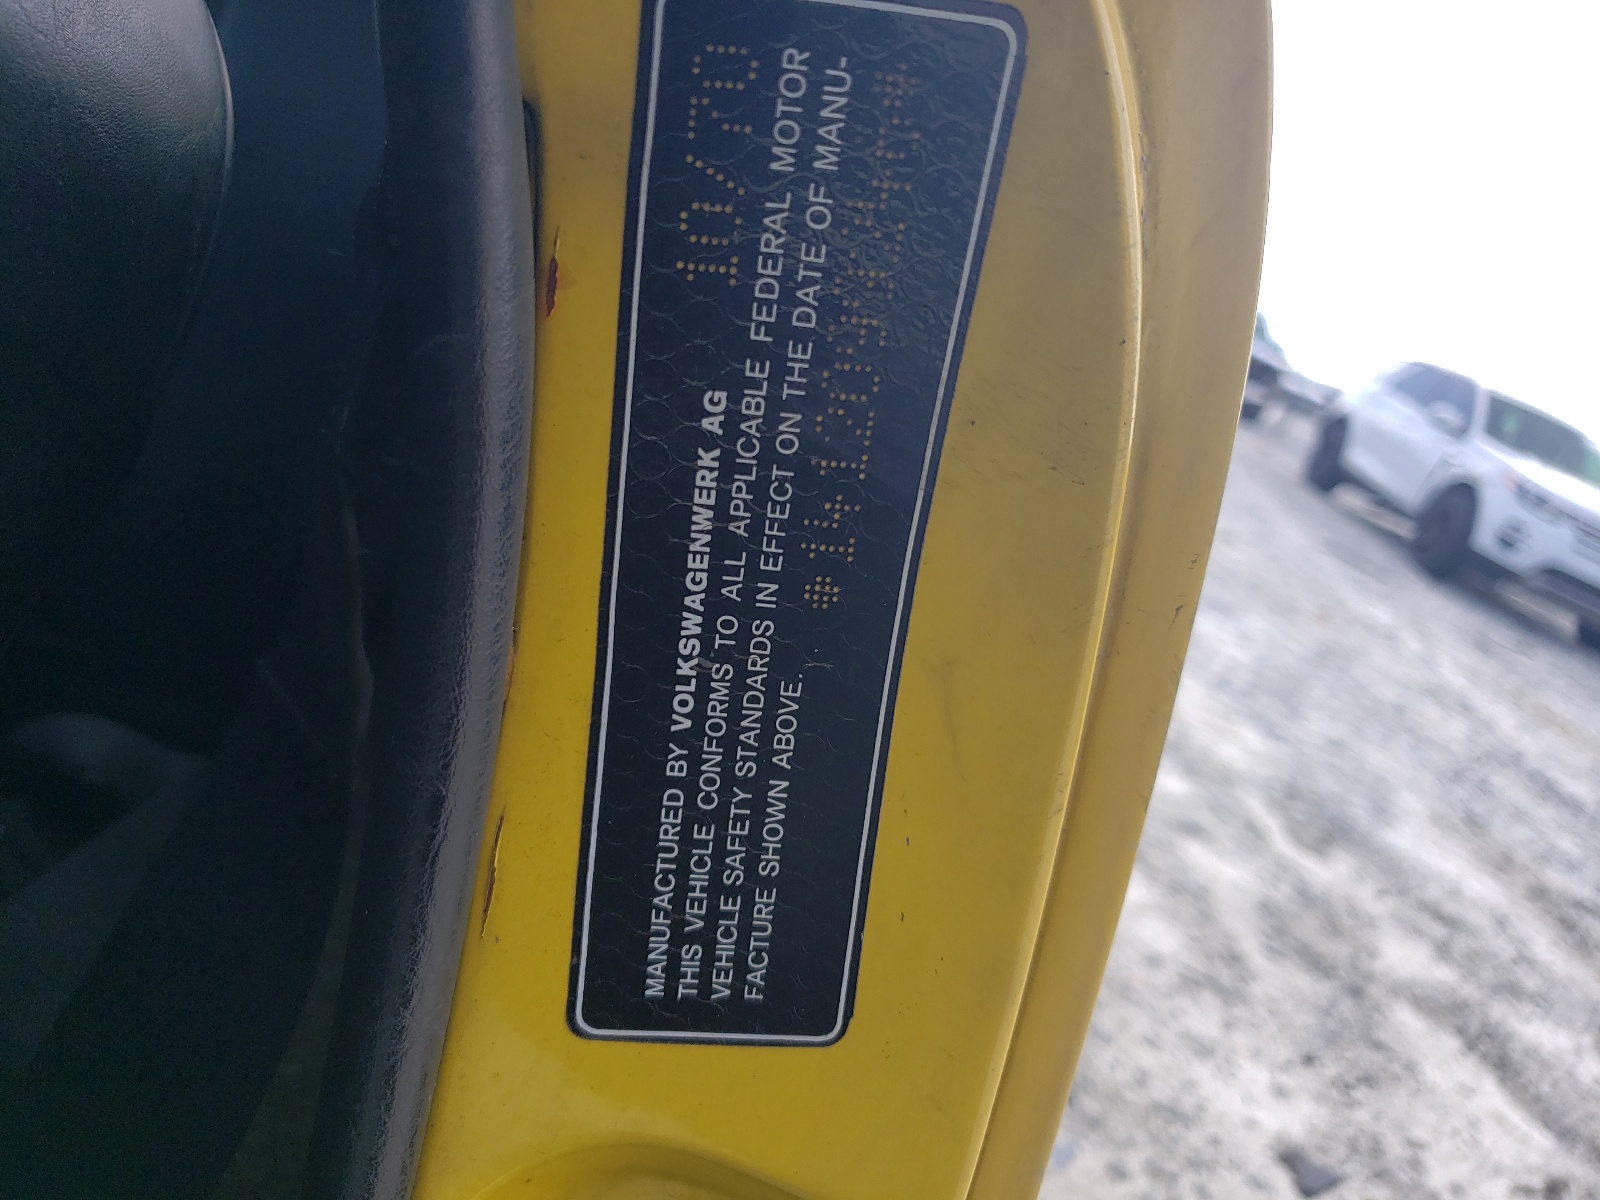 MANUFACTURED BY VOLKSWAGENWERK AG 10/70
THIS VEHICLE CONFORMS TO ALL APPLICABLE FEDERAL MOTOR
VEHICLE SAFETY STANDARDS IN EFFECT ON THE DATE OF MANU-
FACTURE SHOWN ABOVE.